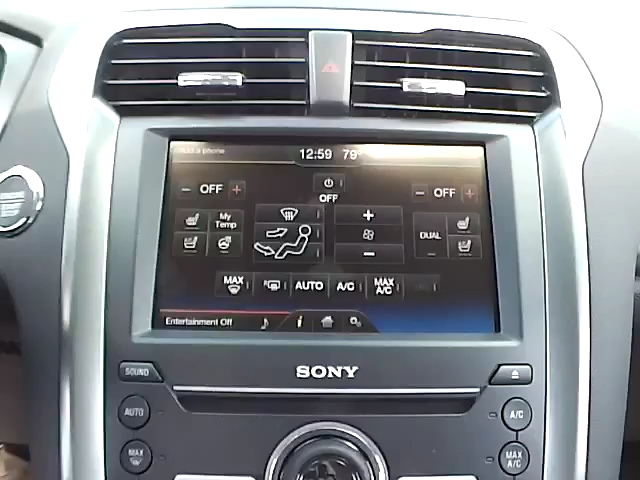 Add a phone
12:59 79°
− OFF +
OFF
− OFF +
My Temp
+
−
DUAL
MAX
R
AUTO
A/C
MAX A/C
Entertainment Off
i
SONY
SOUND
AUTO
A/C
MAX
MAX A/C